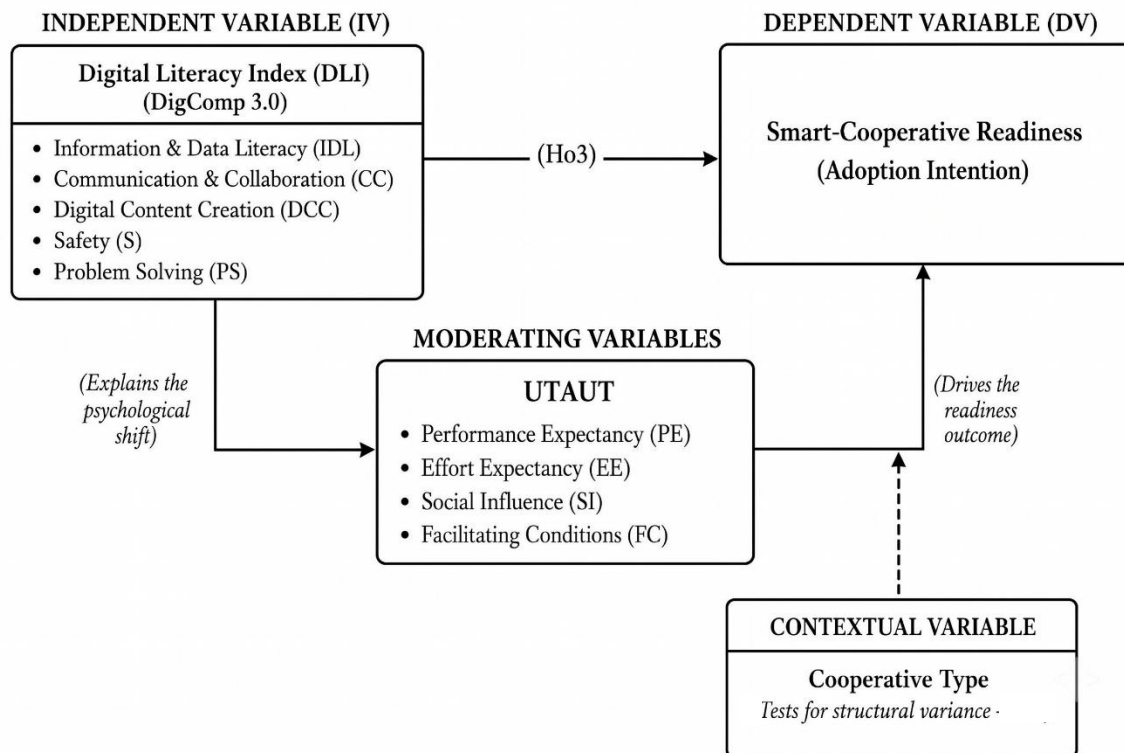 INDEPENDENT VARIABLE (IV)
Digital Literacy Index (DLI)
(DigComp 3.0)
• Information & Data Literacy (IDL)
• Communication & Collaboration (CC)
• Digital Content Creation (DCC)
• Safety (S)
• Problem Solving (PS)
(Ho3)
DEPENDENT VARIABLE (DV)
Smart-Cooperative Readiness
(Adoption Intention)
(Explains the
psychological
shift)
MODERATING VARIABLES
UTAUT
• Performance Expectancy (PE)
• Effort Expectancy (EE)
• Social Influence (SI)
• Facilitating Conditions (FC)
(Drives the
readiness
outcome)
CONTEXTUAL VARIABLE
Cooperative Type
Tests for structural variance ·